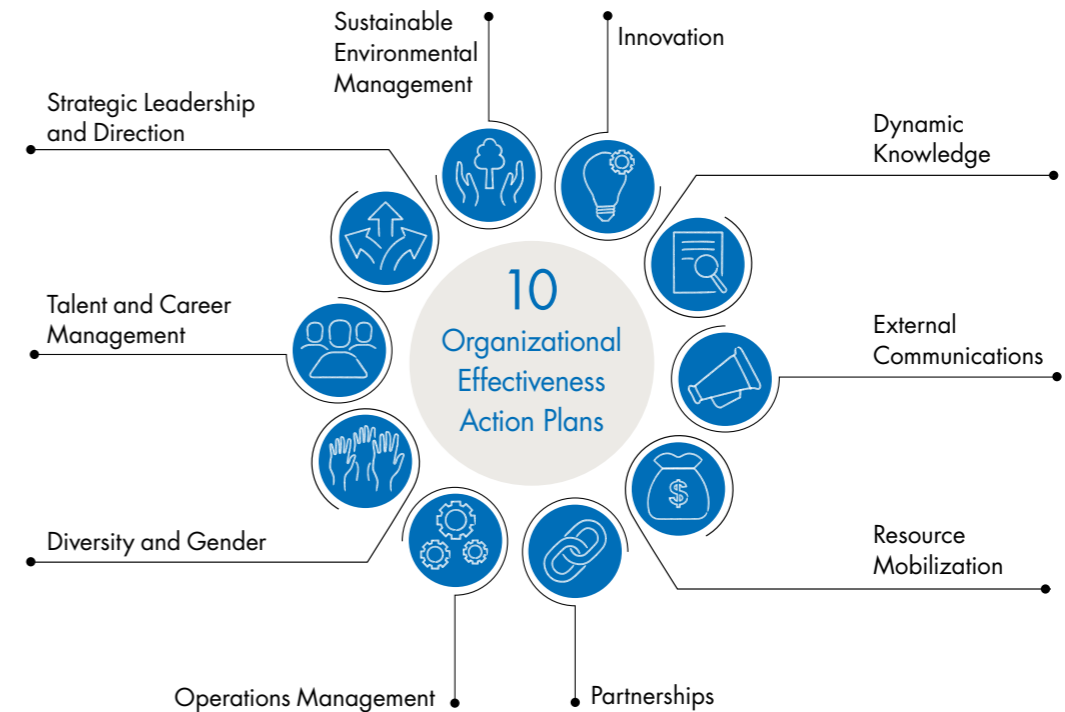 Sustainable
Environmental
Management
Innovation
Strategic Leadership
and Direction
Dynamic
Knowledge
10
Organizational
Effectiveness
Action Plans
Talent and Career
Management
External
Communications
$
Diversity and Gender
Resource
Mobilization
Operations Management
Partnerships